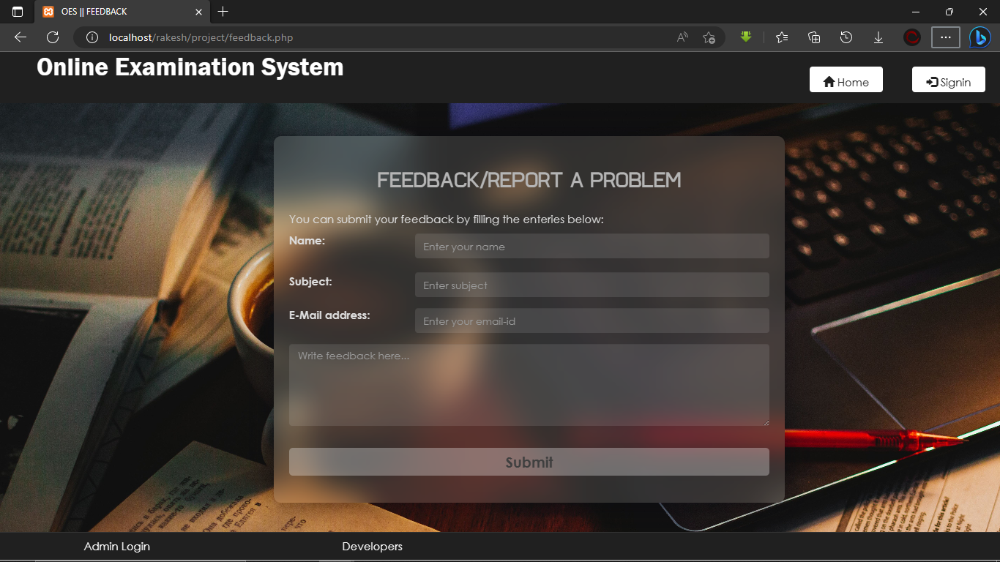 OES || FEEDBACK
localhost/rakesh/project/feedback.php
Online Examination System
Home
Signin
FEEDBACK/REPORT A PROBLEM
You can submit your feedback by filling the enteries below:
Name:
Enter your name
Subject:
Enter subject
E-Mail address:
Enter your email-id
Write feedback here...
Submit
Admin Login
Developers